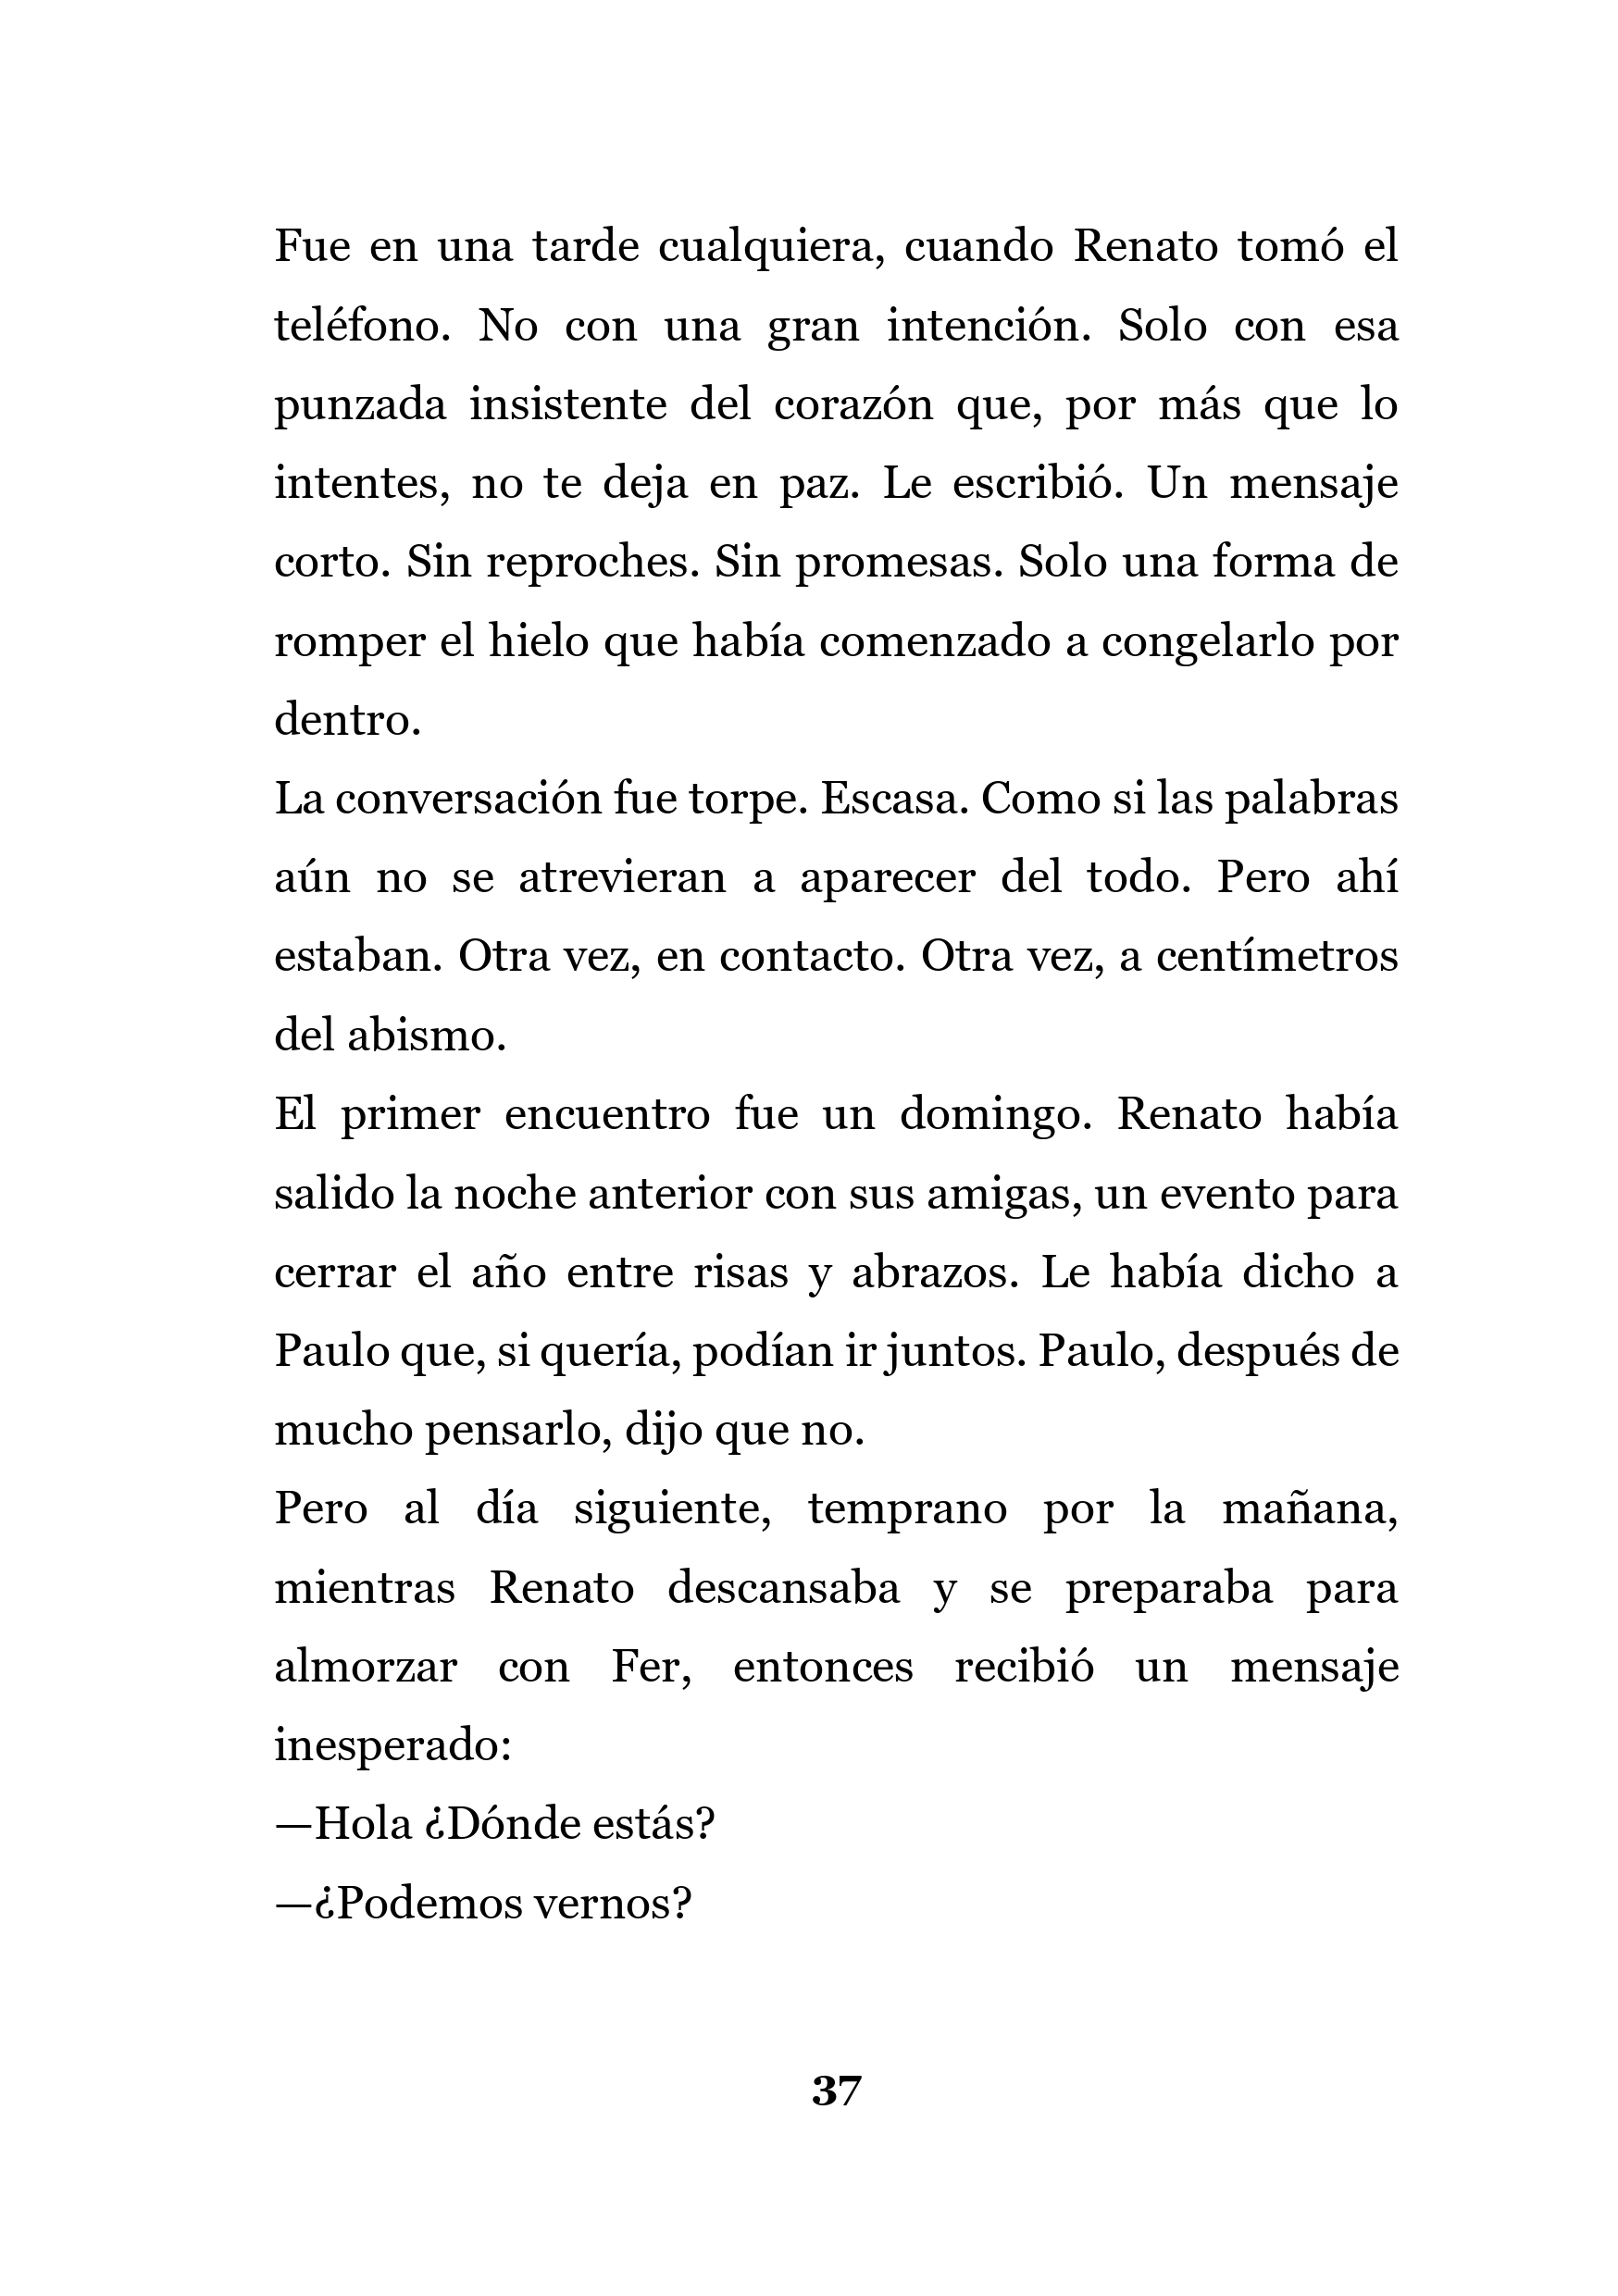 Fue en una tarde cualquiera, cuando Renato tomó el
teléfono. No con una gran intención. Solo con esa
punzada insistente del corazón que, por más que lo
intentes, no te deja en paz. Le escribió. Un mensaje
corto. Sin reproches. Sin promesas. Solo una forma de
romper el hielo que había comenzado a congelarlo por
dentro.
La conversación fue torpe. Escasa. Como si las palabras
aún no se atrevieran a aparecer del todo. Pero ahí
estaban. Otra vez, en contacto. Otra vez, a centímetros
del abismo.
El primer encuentro fue un domingo. Renato había
salido la noche anterior con sus amigas, un evento para
cerrar el año entre risas y abrazos. Le había dicho a
Paulo que, si quería, podían ir juntos. Paulo, después de
mucho pensarlo, dijo que no.
Pero al día siguiente, temprano por la mañana,
mientras Renato descansaba y se preparaba para
almorzar con Fer, entonces recibió un mensaje
inesperado:
—Hola ¿Dónde estás?
—¿Podemos vernos?
37